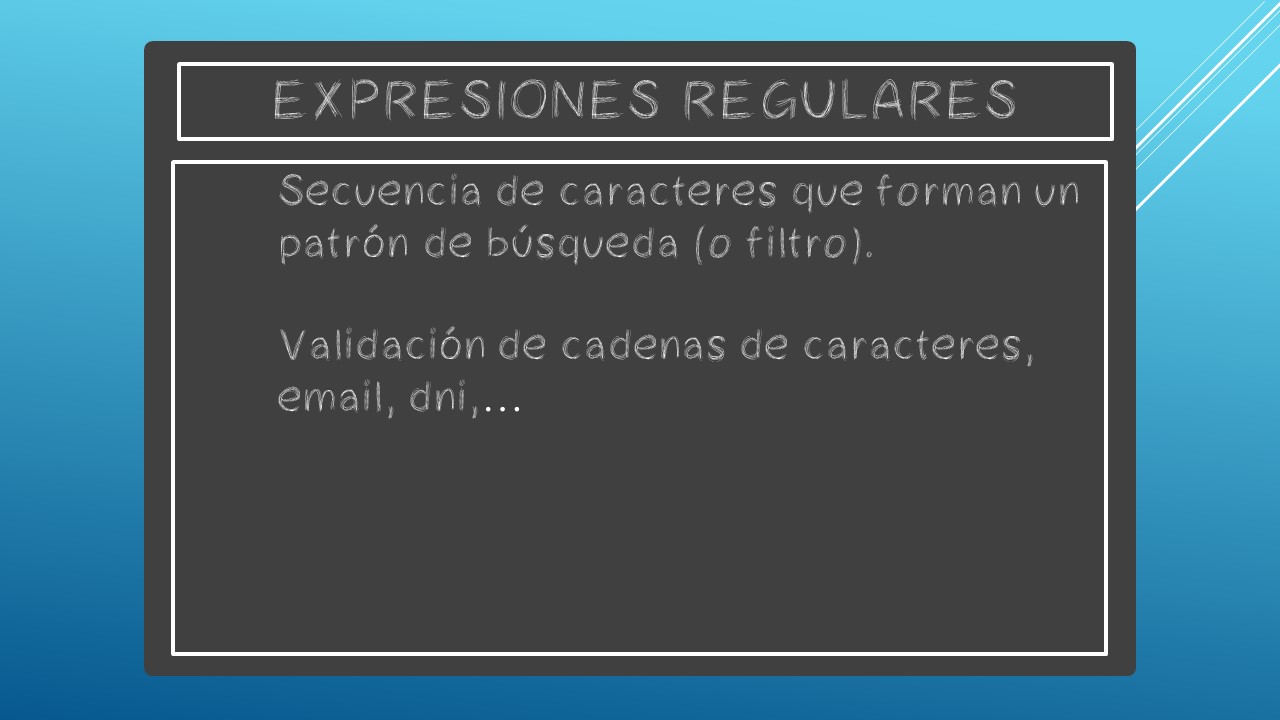 EXPRESIONES REGULARES
Secuencia de caracteres que forman un
patrón de búsqueda (o filtro).
Validación de cadenas de caracteres,
email, dni,...